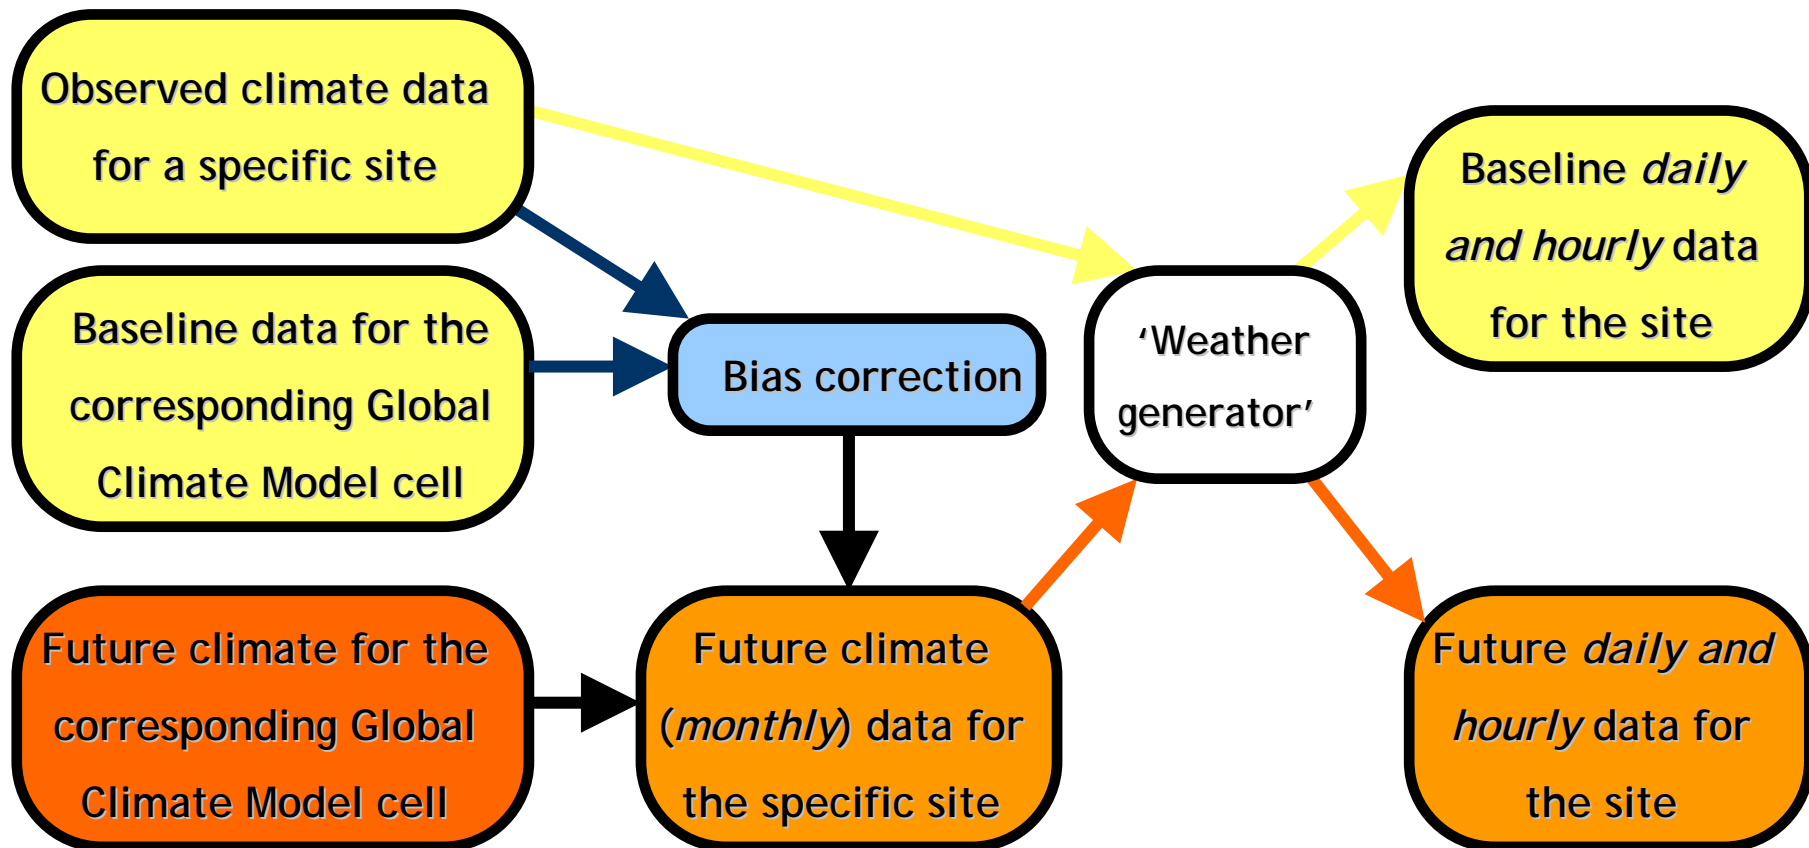 Observed climate data
for a specific site
Baseline data for the
corresponding Global
Climate Model cell
Future climate for the
corresponding Global
Climate Model cell
Bias correction
Future climate
(monthly) data for
the specific site
‘Weather
generator’
Baseline daily
and hourly data
for the site
Future daily and
hourly data for
the site